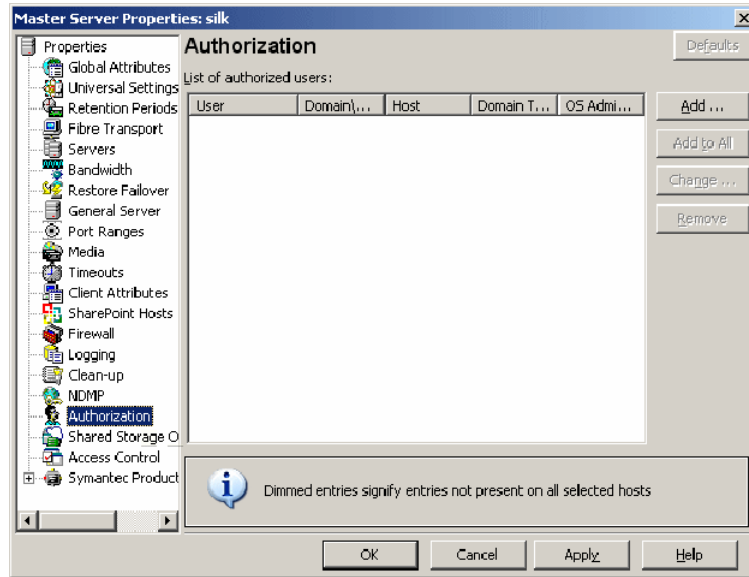 Master Server Properties: silk
Properties
Global Attributes
Universal Settings
Retention Periods
Fibre Transport
Servers
Bandwidth
Restore Failover
General Server
Port Ranges
Media
Timeouts
Client Attributes
SharePoint Hosts
Firewall
Logging
Clean-up
NDMP
Authorization
Shared Storage O
Access Control
Symantec Product
Authorization
Defaults
List of authorized users:
User Domain\... Host Domain T... OS Admi...
Add ...
Add to All
Change ...
Remove
Dimmed entries signify entries not present on all selected hosts
OK Cancel Apply Help